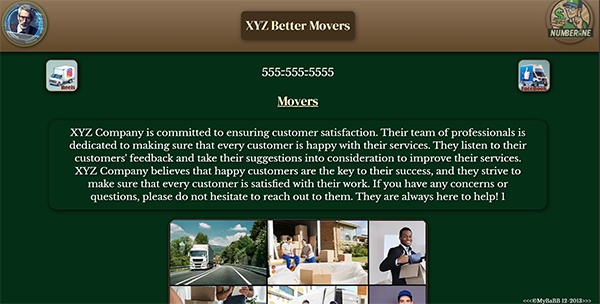 XYZ Better Movers
NUMBER
NE
555-555-5555
Reels
FaceBook
Movers
XYZ Company is committed to ensuring customer satisfaction. Their team of professionals is
dedicated to making sure that every customer is happy with their services. They listen to their
customers' feedback and take their suggestions into consideration to improve their services.
XYZ Company believes that happy customers are the key to their success, and they strive to
make sure that every customer is satisfied with their work. If you have any concerns or
questions, please do not hesitate to reach out to them. They are always here to help! 1
<<<©MyBaBB 12-2013>>>